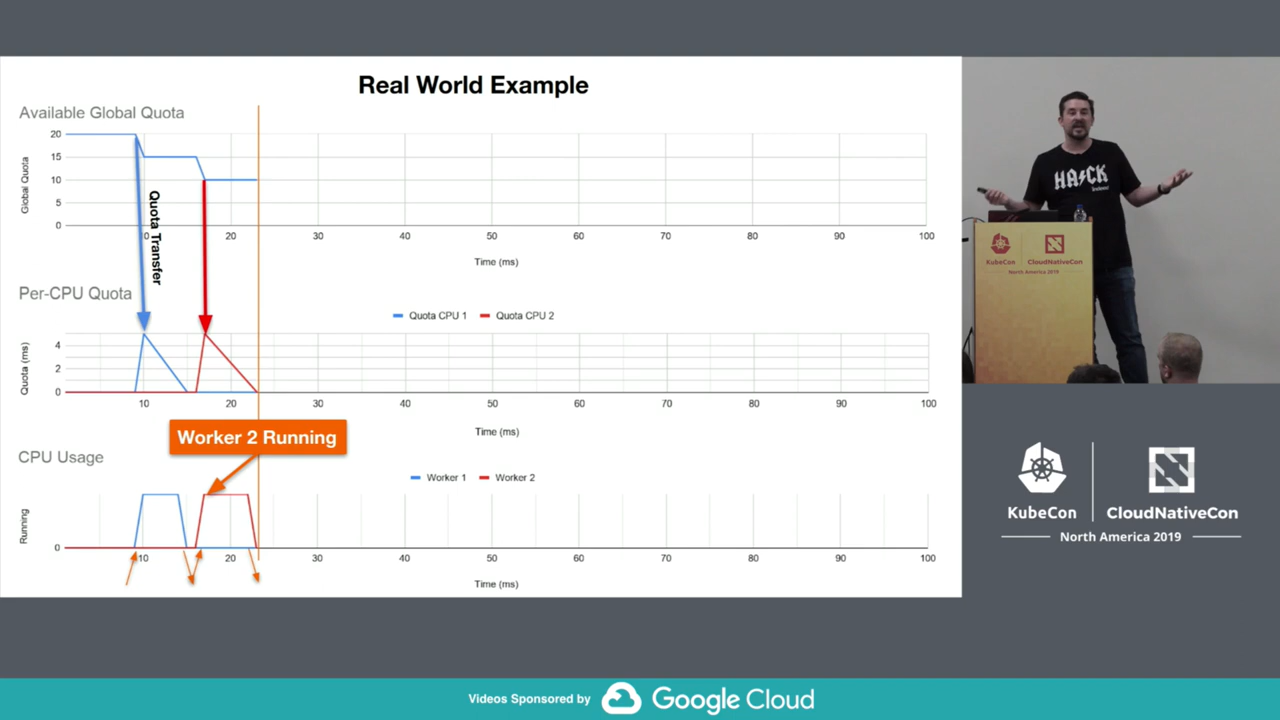 Real World Example
Available Global Quota
Global Quota
20
15
10
5
0
0 20 30 40 50 60 70 80 90 100
Time (ms)
Quota Transfer
Per-CPU Quota
Quota CPU 1 Quota CPU 2
Quota (ms)
4
2
0
10 20 30 40 50 60 70 80 90 100
Time (ms)
Worker 2 Running
CPU Usage
Worker 1 Worker 2
Running
0
10 20 30 40 50 60 70 80 90 100
Time (ms)
HACK
KubeCon CloudNativeCon
North America 2019
KubeCon CloudNativeCon
North America 2019
Videos Sponsored by Google Cloud